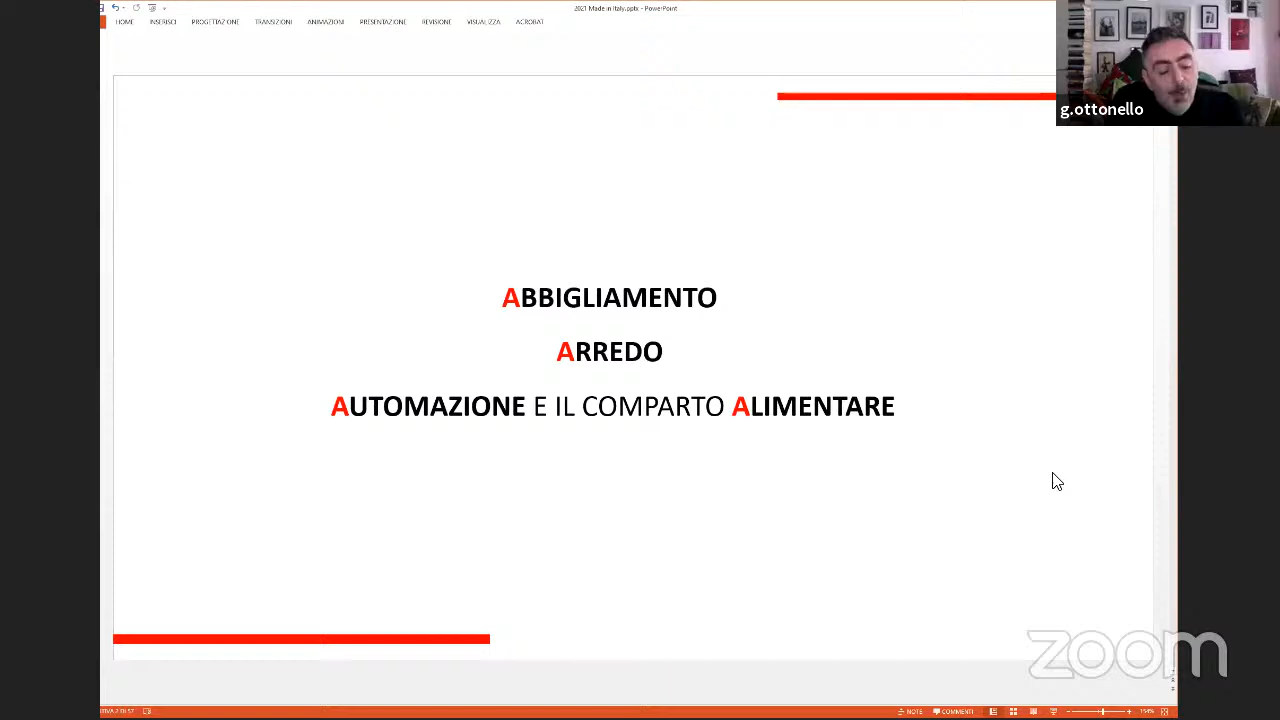 2021 Made in Italy.pptx - PowerPoint
HOME INSERISCI PROGETTAZIONE TRANSIZIONI ANIMAZIONI PRESENTAZIONE REVISIONE VISUALIZZA ACROBAT
g.ottonello
ABBIGLIAMENTO
ARREDO
AUTOMAZIONE E IL COMPARTO ALIMENTARE
zoom
NOTE COMMENTI 154%